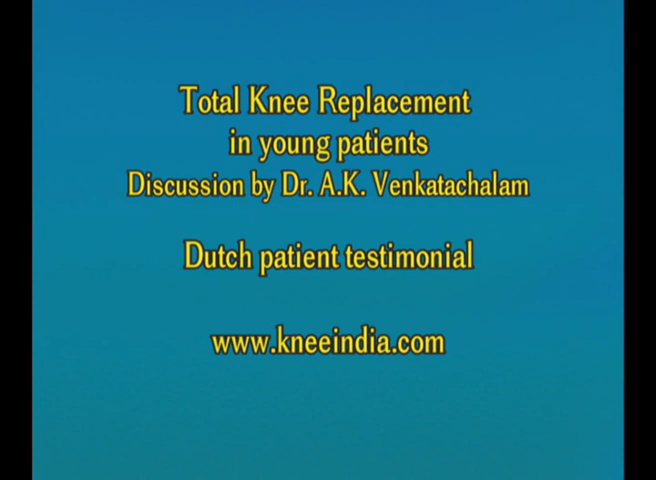 Total Knee Replacement
in young patients
Discussion by Dr. A.K. Venkatachalam
Dutch patient testimonial
www.kneeindia.com